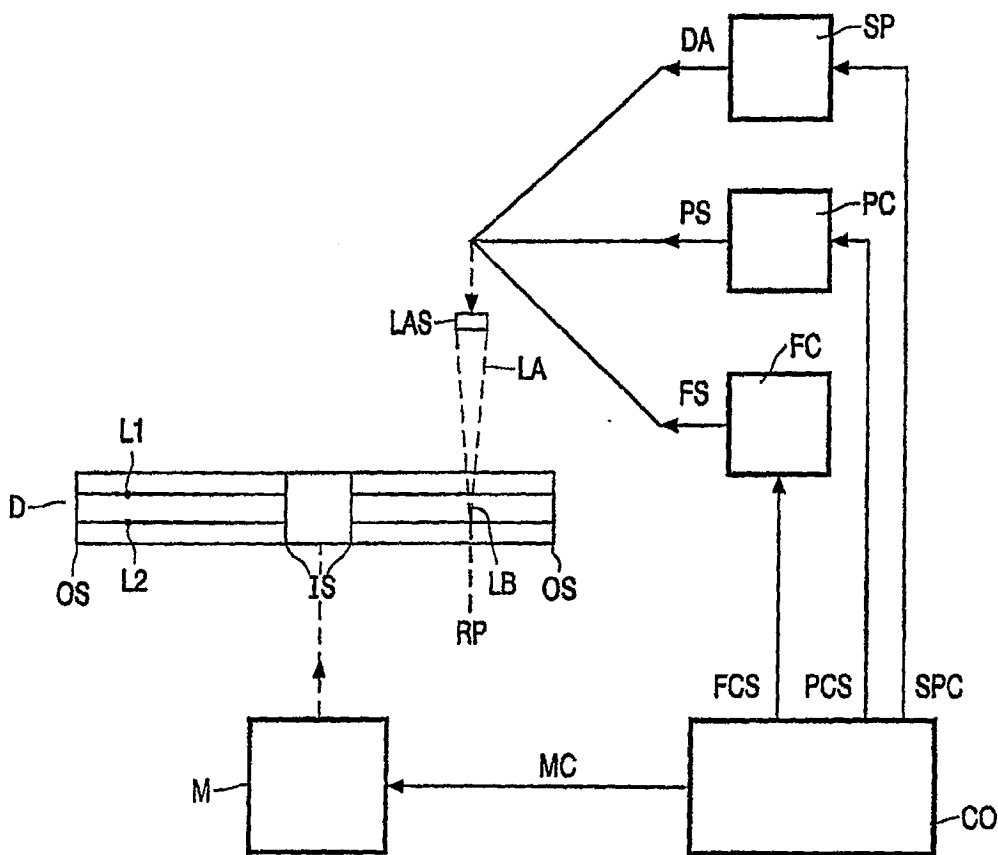 DA SP
PS PC
LAS
LA
FC
FS
L1
D
L2
OS IS LB OS
RP
FCS PCS SPC
M MC
CO